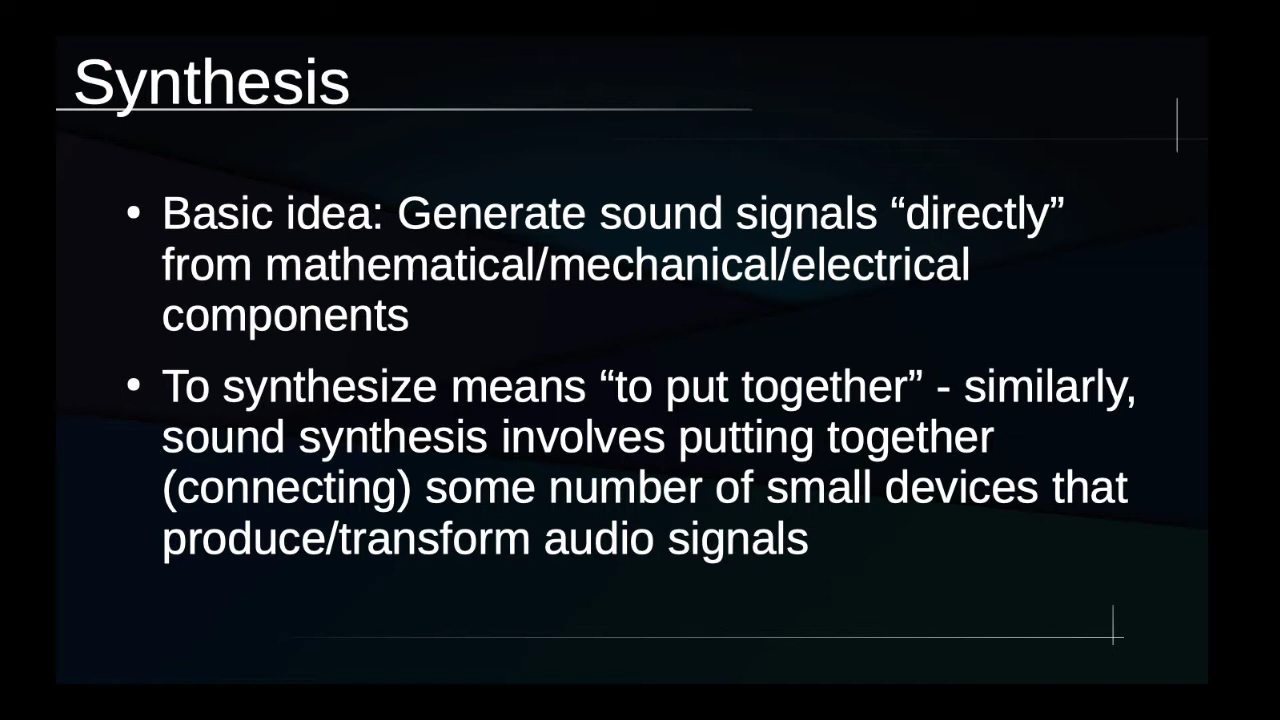 Synthesis
• Basic idea: Generate sound signals “directly”
from mathematical/mechanical/electrical
components
• To synthesize means “to put together” - similarly,
sound synthesis involves putting together
(connecting) some number of small devices that
produce/transform audio signals